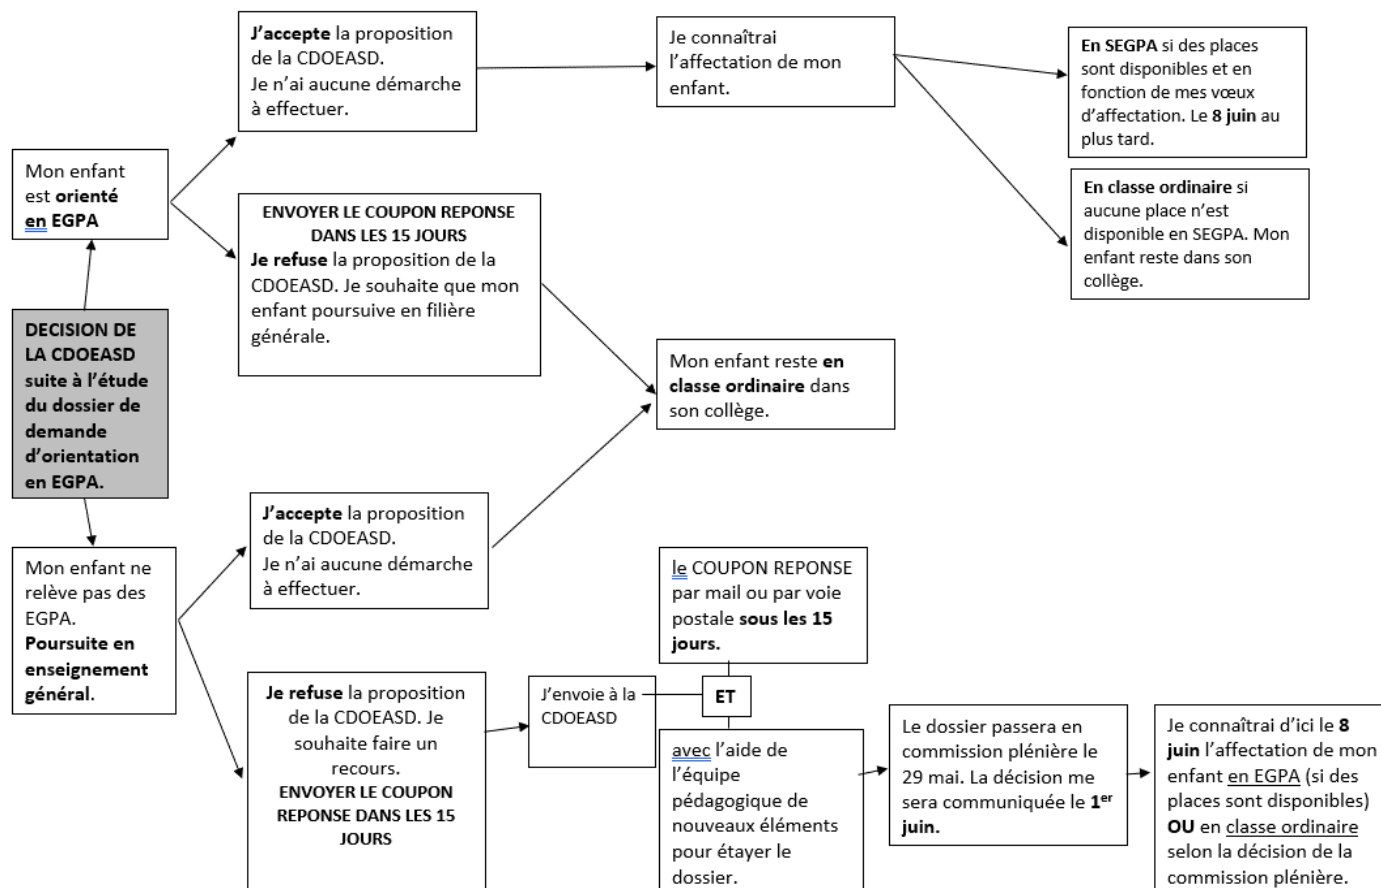 J'accepte la proposition
de la CDOEASD.
Je n'ai aucune démarche
à effectuer.
Je connaîtrai
l'affectation de mon
enfant.
En SEGPA si des places
sont disponibles et en
fonction de mes vœux
d'affectation. Le 8 juin au
plus tard.
Mon enfant
est orienté
en EGPA
ENVOYER LE COUPON REPONSE
DANS LES 15 JOURS
Je refuse la proposition de la
CDOEASD. Je souhaite que mon
enfant poursuive en filière
générale.
En classe ordinaire si
aucune place n'est
disponible en SEGPA. Mon
enfant reste dans son
collège.
DECISION DE
LA CDOEASD
suite à l'étude
du dossier de
demande
d'orientation
en EGPA.
Mon enfant reste en
classe ordinaire dans
son collège.
J'accepte la proposition
de la CDOEASD.
Je n'ai aucune démarche
à effectuer.
Mon enfant ne
relève pas des
EGPA.
Poursuite en
enseignement
général.
le COUPON REPONSE
par mail ou par voie
postale sous les 15
jours.
Je refuse la proposition
de la CDOEASD. Je
souhaite faire un
recours.
ENVOYER LE COUPON
REPONSE DANS LES 15
JOURS
J'envoie à la
CDOEASD
ET
avec l'aide de
l'équipe
pédagogique de
nouveaux éléments
pour étayer le
dossier.
Le dossier passera en
commission plénière le
29 mai. La décision me
sera communiquée le 1er
juin.
Je connaîtrai d'ici le 8
juin l'affectation de mon
enfant en EGPA (si des
places sont disponibles)
OU en classe ordinaire
selon la décision de la
commission plénière.